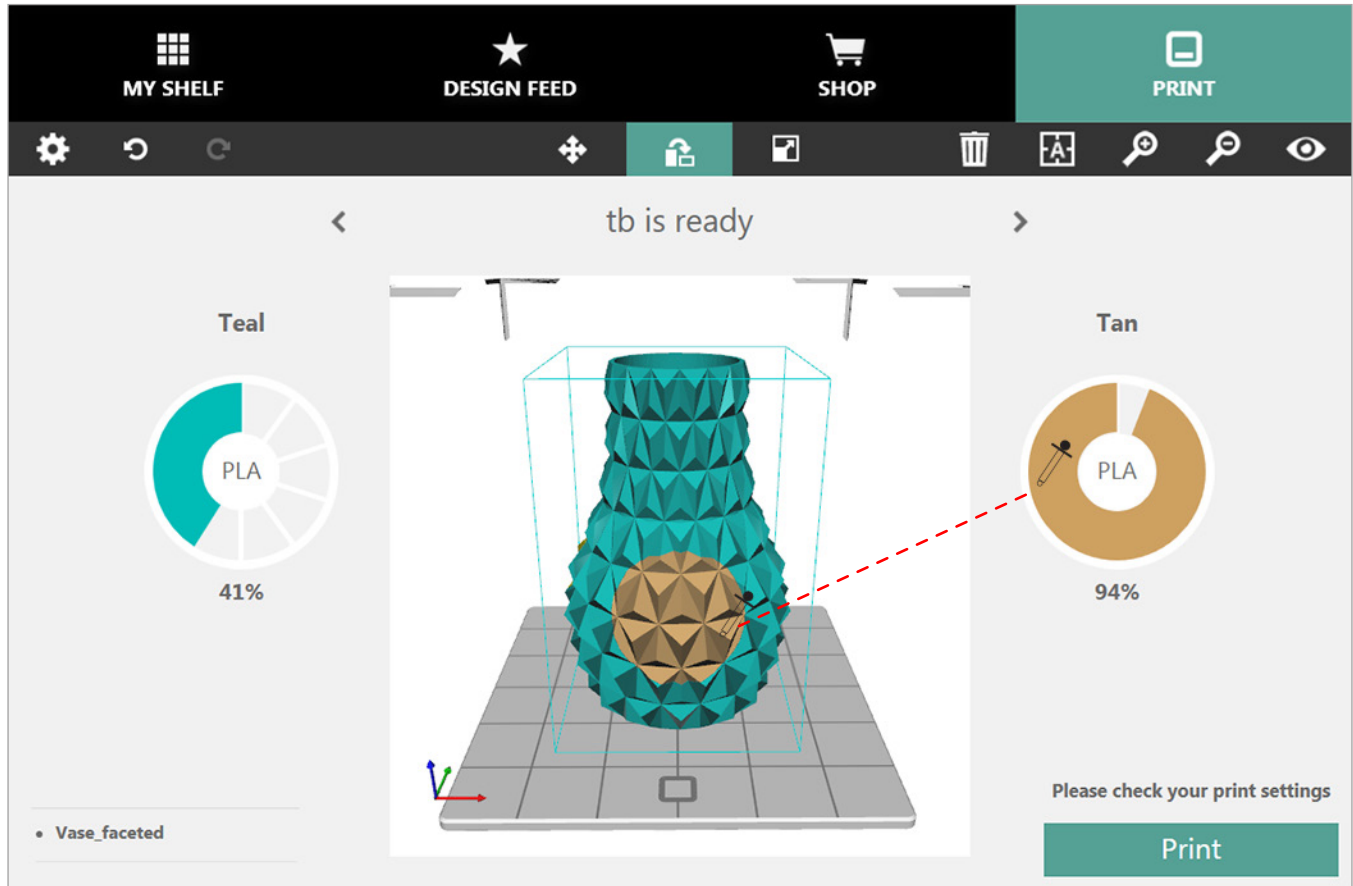 MY SHELF
DESIGN FEED
SHOP
PRINT
A
tb is ready
Teal
Tan
PLA
PLA
41%
94%
Please check your print settings
• Vase_faceted
Print